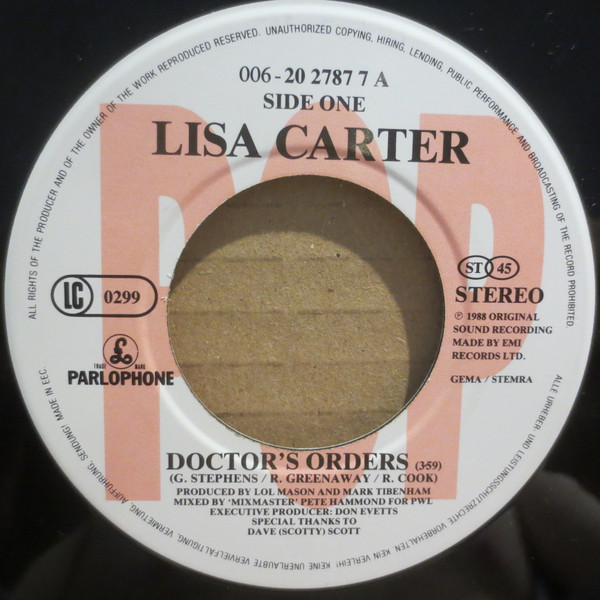 ALL RIGHTS OF THE PRODUCER AND OF THE OWNER OF THE WORK REPRODUCED RESERVED. UNAUTHORIZED COPYING, HIRING, LENDING, PUBLIC PERFORMANCE AND BROADCASTING OF THE RECORD PROHIBITED.
006-20 2787 7 A
SIDE ONE
LISA CARTER
POP
LC 0299
ST 45
STEREO
℗ 1988 ORIGINAL
SOUND RECORDING
MADE BY EMI
RECORDS LTD.
GEMA / STEMRA
TRADE MARK
PARLOPHONE
DOCTOR'S ORDERS (3:59)
(G. STEPHENS / R. GREENAWAY / R. COOK)
PRODUCED BY LOL MASON AND MARK TIBENHAM
MIXED BY 'MIXMASTER' PETE HAMMOND FOR PWL
EXECUTIVE PRODUCER: DON EVETTS
SPECIAL THANKS TO
DAVE (SCOTTY) SCOTT
ALLE URHEBER- UND LEISTUNGSSCHUTZRECHTE VORBEHALTEN. KEIN VERLEIH! KEINE UNERLAUBTE VERVIELFÄLTIGUNG, VERMIETUNG, AUFFÜHRUNG, SENDUNG! MADE IN EEC.